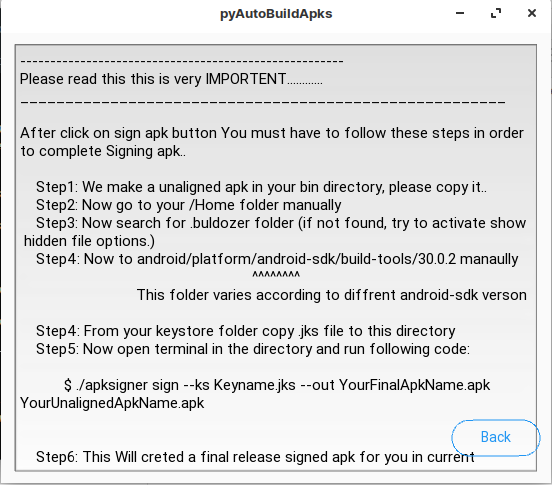 pyAutoBuildApks
------------------------------------------------------
Please read this this is very IMPORTENT............
______________________________________________________
After click on sign apk button You must have to follow these steps in order
to complete Signing apk..
Step1: We make a unaligned apk in your bin directory, please copy it..
Step2: Now go to your /Home folder manually
Step3: Now search for .buldozer folder (if not found, try to activate show
hidden file options.)
Step4: Now to android/platform/android-sdk/build-tools/30.0.2 manaully
^^^^^^^^
This folder varies according to diffrent android-sdk verson
Step4: From your keystore folder copy .jks file to this directory
Step5: Now open terminal in the directory and run following code:
$ ./apksigner sign --ks Keyname.jks --out YourFinalApkName.apk
YourUnalignedApkName.apk
Back
Step6: This Will creted a final release signed apk for you in current